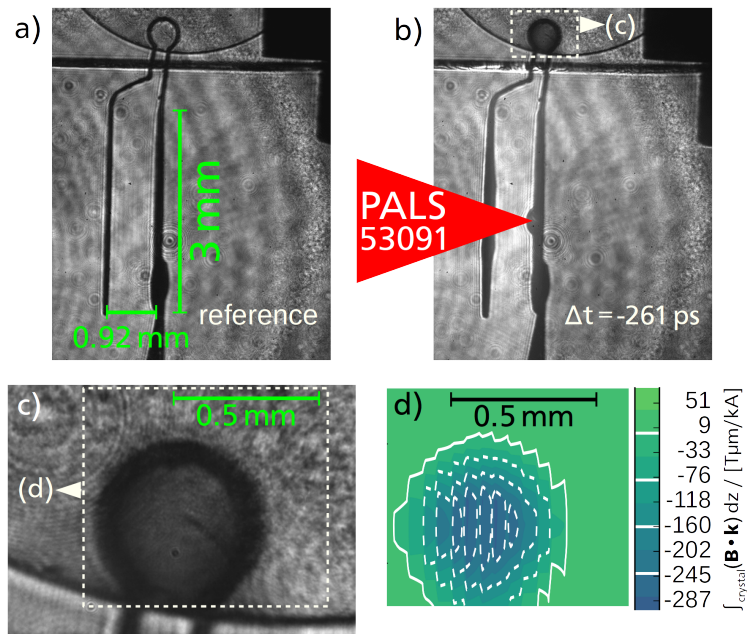 a)
3 mm
0.92 mm
reference
b)
(c)
PALS
53091
Δt = -261 ps
c)
0.5 mm
(d)
d)
0.5 mm
51
9
-33
-76
-118
-160
-202
-245
-287
∫crystal(B•k) dz / [Tµm/kA]